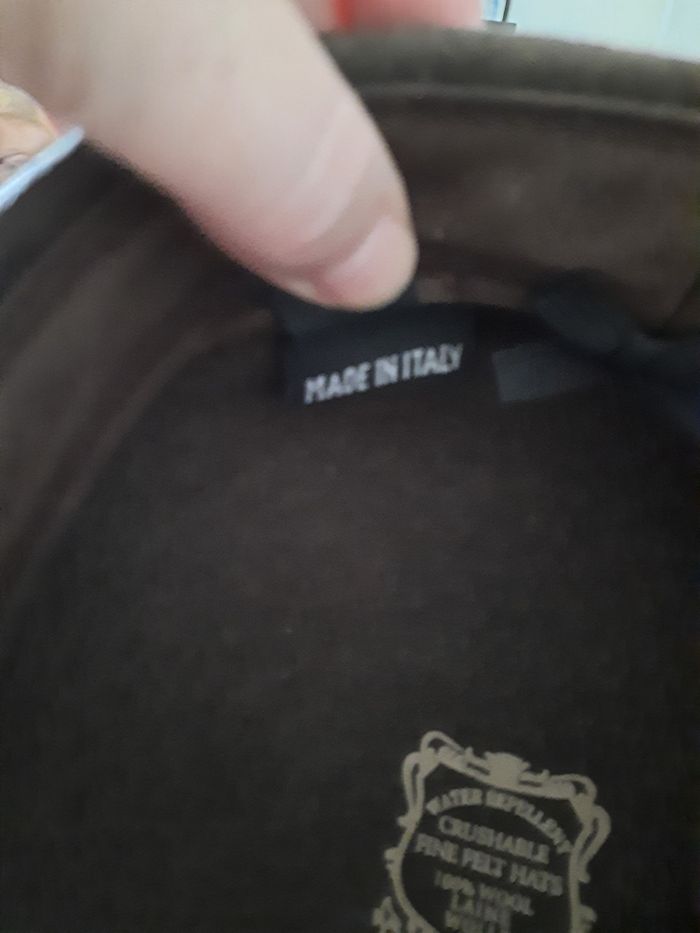 MADE IN ITALY
WATER REPELLENT
CRUSHABLE
FINE FELT HATS
100% WOOL
LAINE